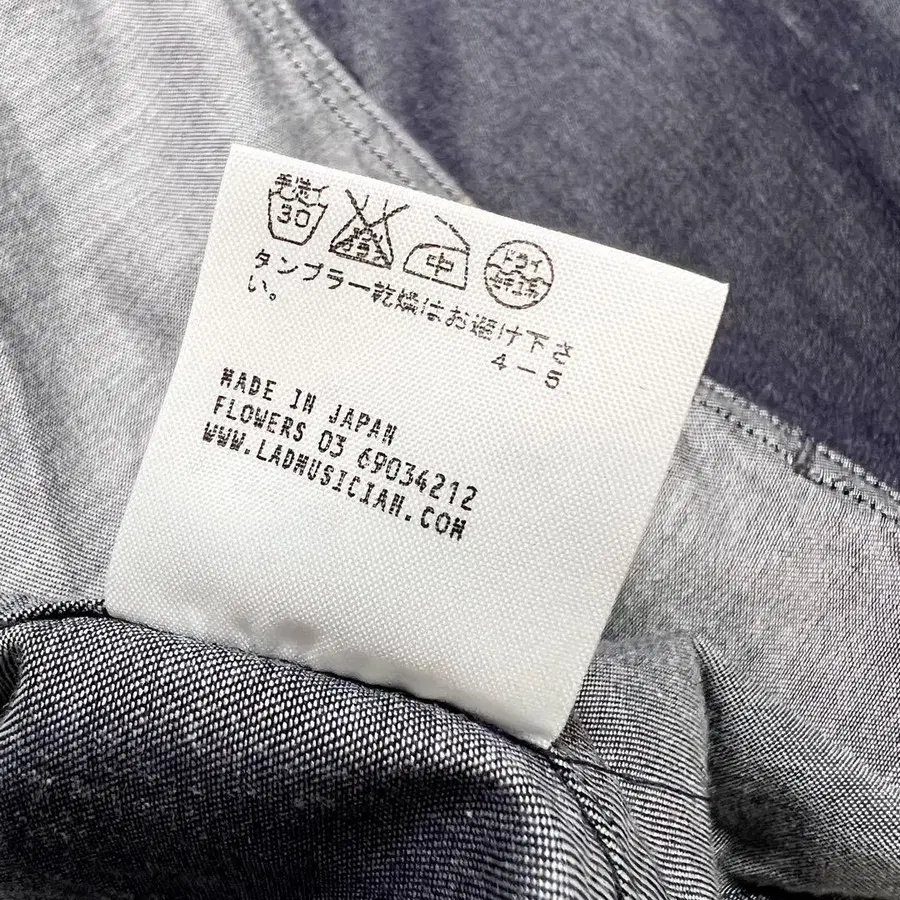 手洗イ
30
中
ドライ
タンブラー乾燥はお避け下さ
い。
4-5
MADE IN JAPAN
FLOWERS 03 69034212
WWW.LADMUSICIAN.COM